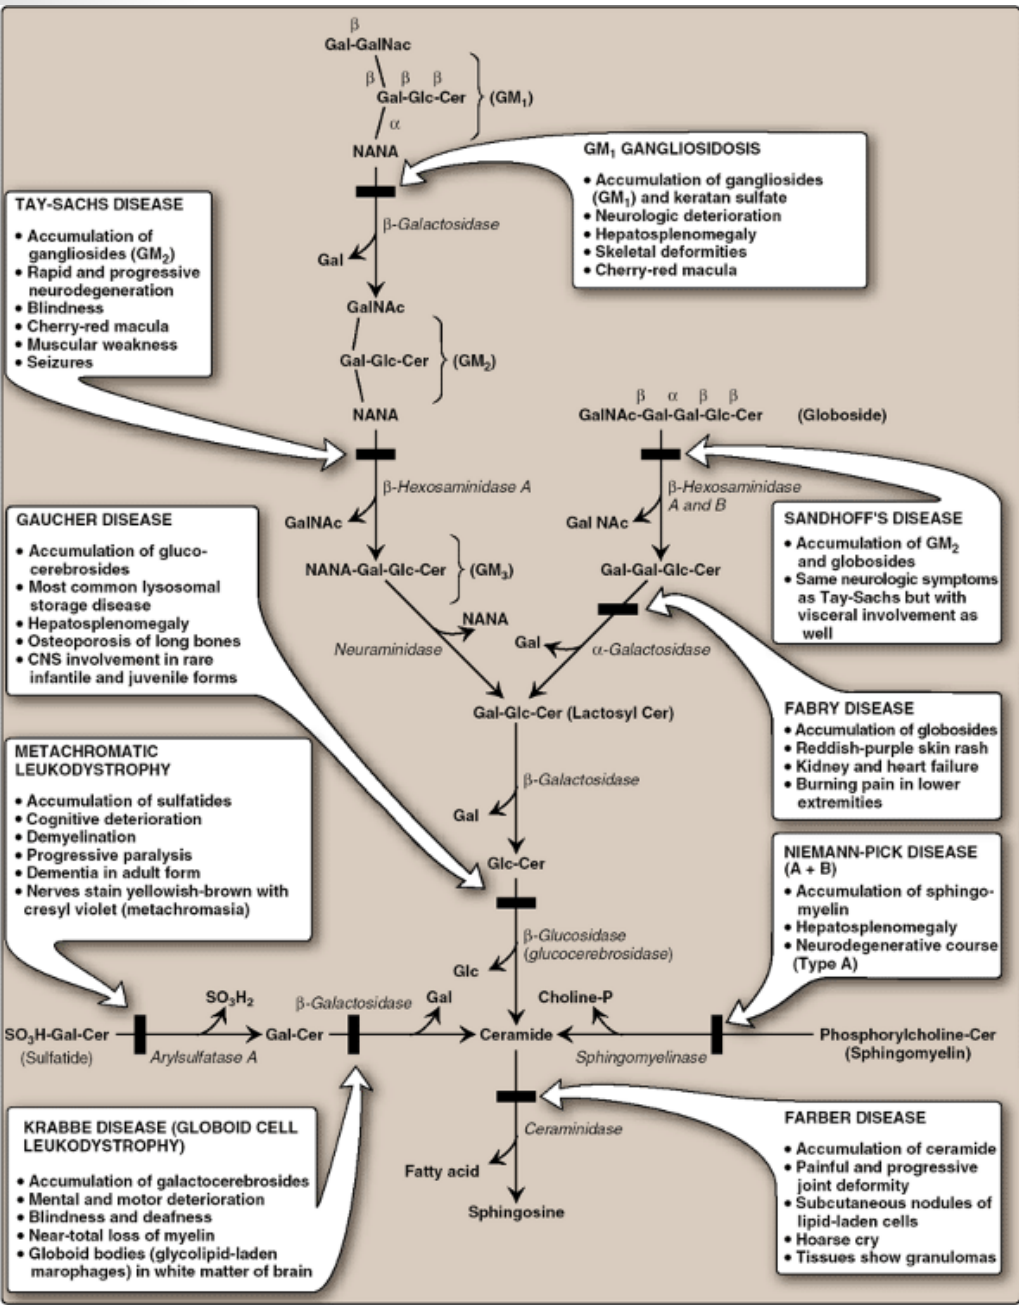 β
Gal-GalNac
β β β
Gal-Glc-Cer (GM₁)
α
NANA
GM₁ GANGLIOSIDOSIS
• Accumulation of gangliosides
(GM₁) and keratan sulfate
• Neurologic deterioration
• Hepatosplenomegaly
• Skeletal deformities
• Cherry-red macula
β-Galactosidase
Gal
TAY-SACHS DISEASE
• Accumulation of
gangliosides (GM₂)
• Rapid and progressive
neurodegeneration
• Blindness
• Cherry-red macula
• Muscular weakness
• Seizures
GalNAc
Gal-Glc-Cer (GM₂)
NANA
β α β β
GalNAc-Gal-Gal-Glc-Cer (Globoside)
β-Hexosaminidase A
GalNAc
β-Hexosaminidase
A and B
Gal NAc
SANDHOFF'S DISEASE
• Accumulation of GM₂
and globosides
• Same neurologic symptoms
as Tay-Sachs but with
visceral involvement as
well
GAUCHER DISEASE
• Accumulation of gluco-
cerebrosides
• Most common lysosomal
storage disease
• Hepatosplenomegaly
• Osteoporosis of long bones
• CNS involvement in rare
infantile and juvenile forms
NANA-Gal-Glc-Cer (GM₃)
Gal-Gal-Glc-Cer
NANA
Neuraminidase
Gal
α-Galactosidase
Gal-Glc-Cer (Lactosyl Cer)
FABRY DISEASE
• Accumulation of globosides
• Reddish-purple skin rash
• Kidney and heart failure
• Burning pain in lower
extremities
METACHROMATIC
LEUKODYSTROPHY
• Accumulation of sulfatides
• Cognitive deterioration
• Demyelination
• Progressive paralysis
• Dementia in adult form
• Nerves stain yellowish-brown with
cresyl violet (metachromasia)
β-Galactosidase
Gal
Glc-Cer
NIEMANN-PICK DISEASE
(A + B)
• Accumulation of sphingo-
myelin
• Hepatosplenomegaly
• Neurodegenerative course
(Type A)
β-Glucosidase
(glucocerebrosidase)
Glc
SO₃H₂
β-Galactosidase
Gal
Choline-P
SO₃H-Gal-Cer
(Sulfatide)
Arylsulfatase A
Gal-Cer
Ceramide
Sphingomyelinase
Phosphorylcholine-Cer
(Sphingomyelin)
KRABBE DISEASE (GLOBOID CELL
LEUKODYSTROPHY)
• Accumulation of galactocerebrosides
• Mental and motor deterioration
• Blindness and deafness
• Near-total loss of myelin
• Globoid bodies (glycolipid-laden
marophages) in white matter of brain
Ceramidase
Fatty acid
Sphingosine
FARBER DISEASE
• Accumulation of ceramide
• Painful and progressive
joint deformity
• Subcutaneous nodules of
lipid-laden cells
• Hoarse cry
• Tissues show granulomas